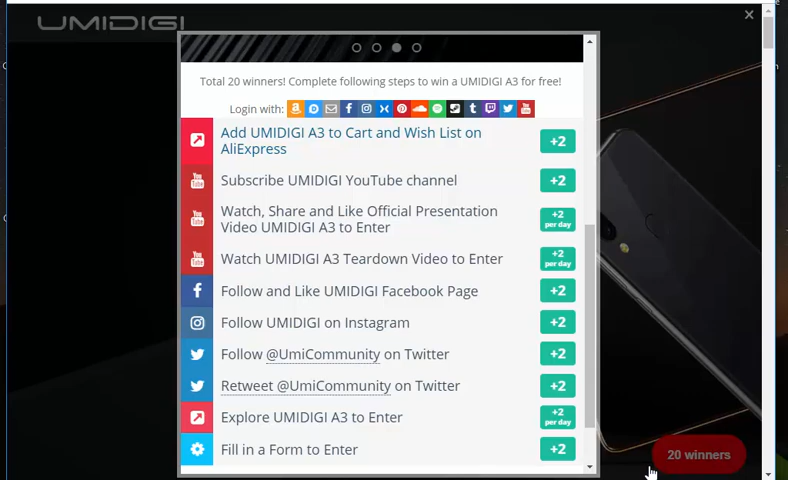 UMIDIGI
Total 20 winners! Complete following steps to win a UMIDIGI A3 for free!
Login with:
Add UMIDIGI A3 to Cart and Wish List on
AliExpress
+2
Subscribe UMIDIGI YouTube channel
+2
Watch, Share and Like Official Presentation
Video UMIDIGI A3 to Enter
+2
per day
Watch UMIDIGI A3 Teardown Video to Enter
+2
per day
Follow and Like UMIDIGI Facebook Page
+2
Follow UMIDIGI on Instagram
+2
Follow @UmiCommunity on Twitter
+2
Retweet @UmiCommunity on Twitter
+2
Explore UMIDIGI A3 to Enter
+2
per day
Fill in a Form to Enter
+2
20 winners